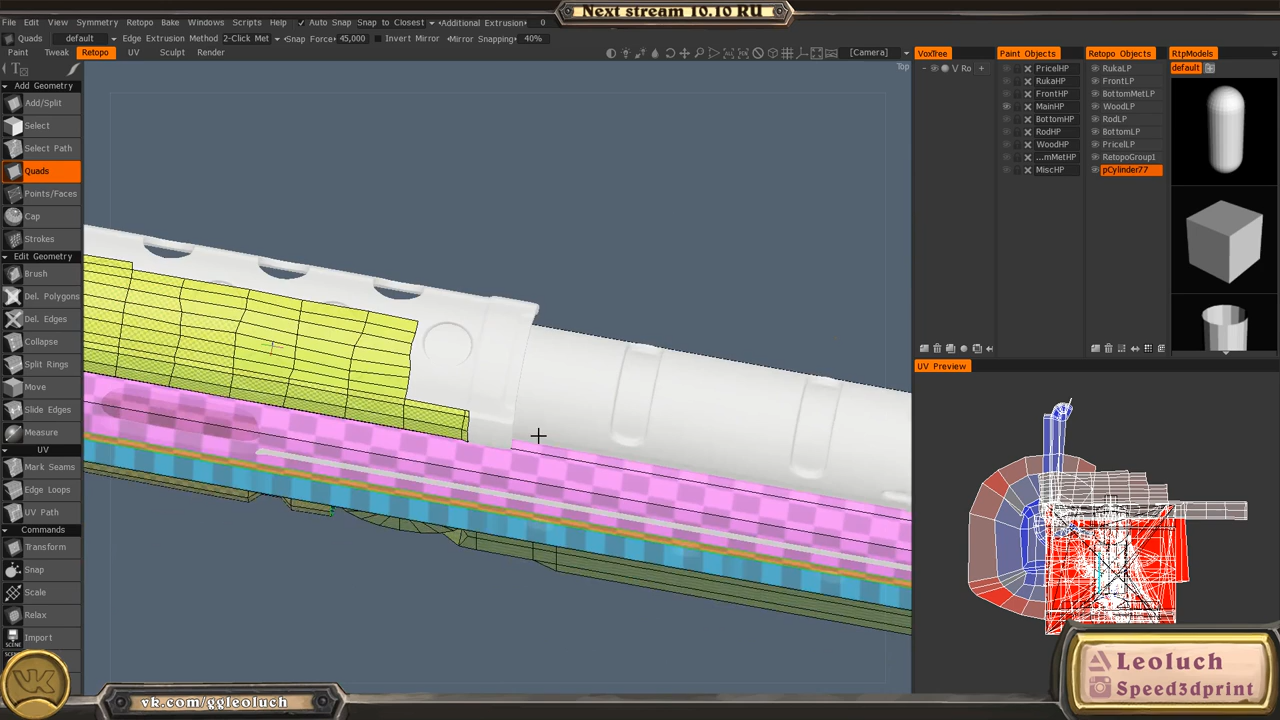 Next stream 10.10 RU
File Edit View Symmetry Retopo Bake Windows Scripts Help Auto Snap Snap to Closest Additional Extrusion 0
Quads default Edge Extrusion Method 2-Click Met Snap Force 45,000 Invert Mirror Mirror Snapping 40%
Paint Tweak Retopo UV Sculpt Render [Camera]
Top
Add Geometry
Add/Split
Select
Select Path
Quads
Points/Faces
Cap
Strokes
Edit Geometry
Brush
Del. Polygons
Del. Edges
Collapse
Split Rings
Move
Slide Edges
Measure
UV
Mark Seams
Edge Loops
UV Path
Commands
Transform
Snap
Scale
Relax
Import
SCENE
VoxTree
V Ro +
Paint Objects
PricelHP
RukaHP
FrontHP
MainHP
BottomHP
RodHP
WoodHP
...mMetHP
MiscHP
Retopo Objects
RukaLP
FrontLP
BottomMetLP
WoodLP
RodLP
BottomLP
PricelLP
RetopoGroup1
pCylinder77
RtpModels
default
UV Preview
vk.com/ggleoluch
Leoluch
Speed3dprint